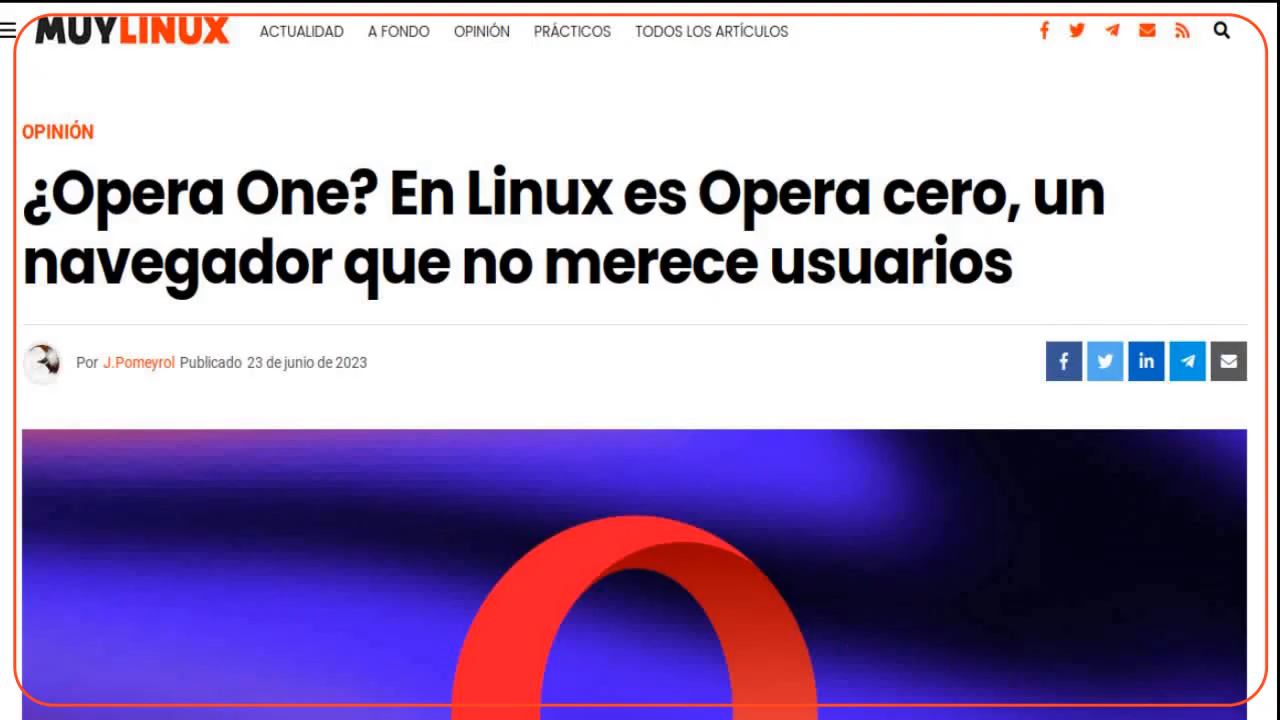 MUYLINUX
ACTUALIDAD A FONDO OPINIÓN PRÁCTICOS TODOS LOS ARTÍCULOS
OPINIÓN
¿Opera One? En Linux es Opera cero, un
navegador que no merece usuarios
Por J.Pomeyrol Publicado 23 de junio de 2023